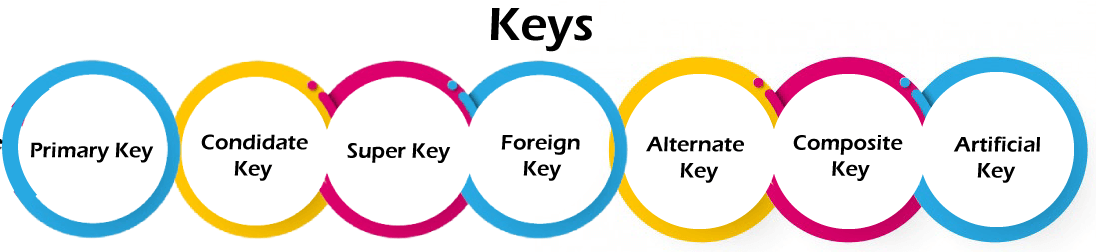 Keys
Primary Key
Condidate
Key
Super Key
Foreign
Key
Alternate
Key
Composite
Key
Artificial
Key